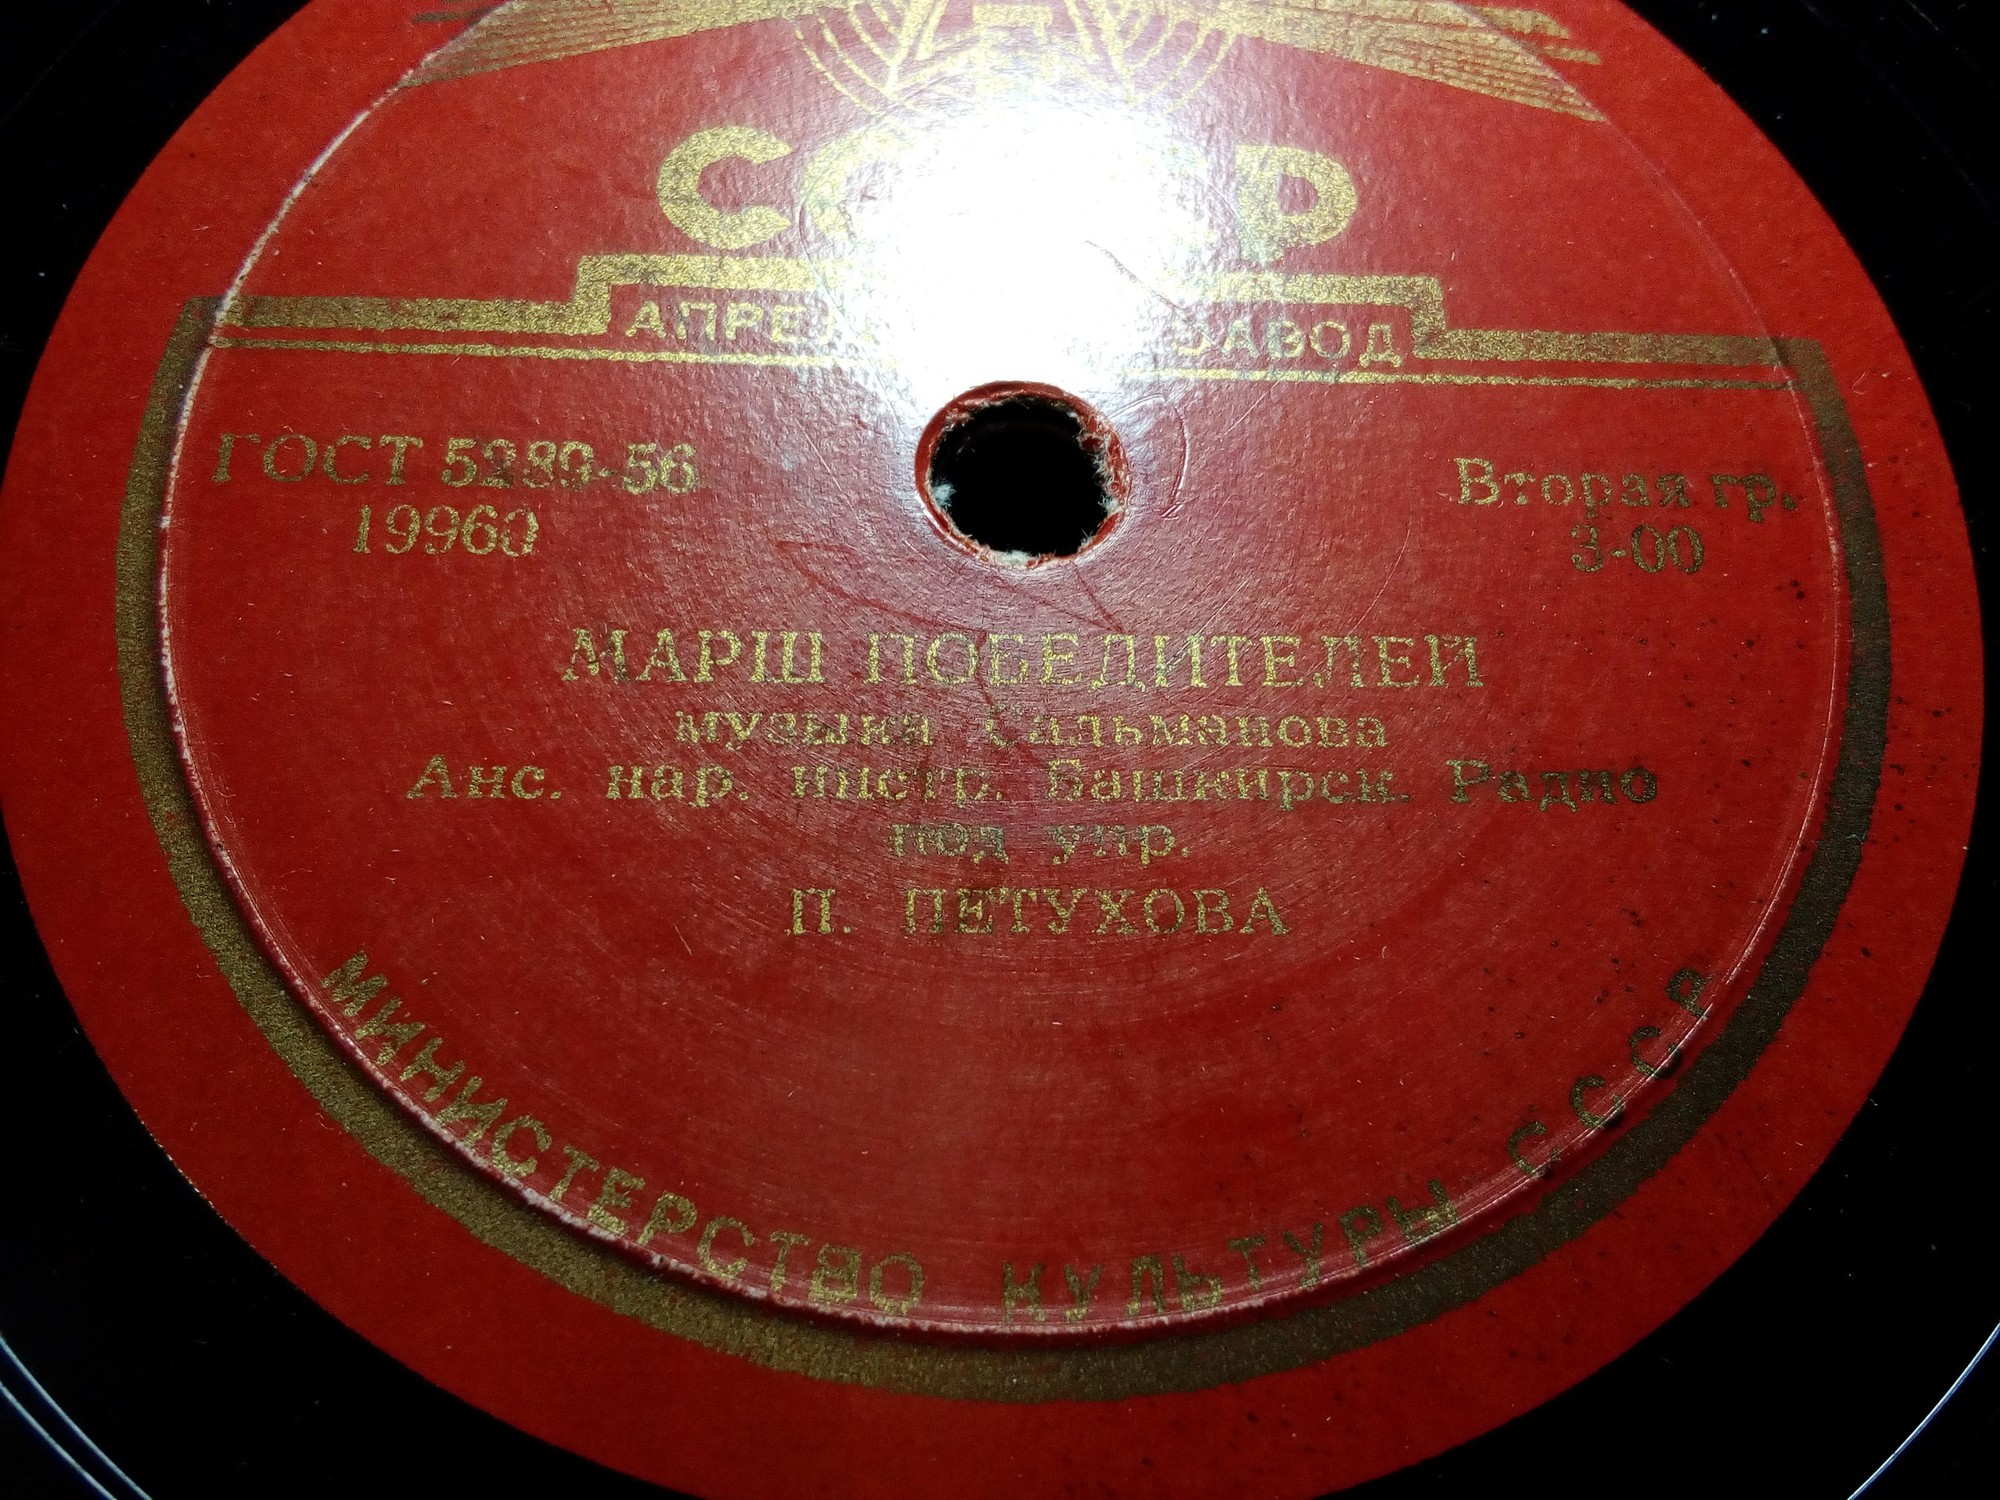 СССР
ЗАВОД
ГОСТ 5289-56
19960
Вторая гр.
3-00
МАРШ ПОБЕДИТЕЛЕЙ
музыка Сальманова
Анс. нар. инстр. Башкирск. Радио
под упр.
П. ПЕТУХОВА
МИНИСТЕРСТВО КУЛЬТУРЫ СССР